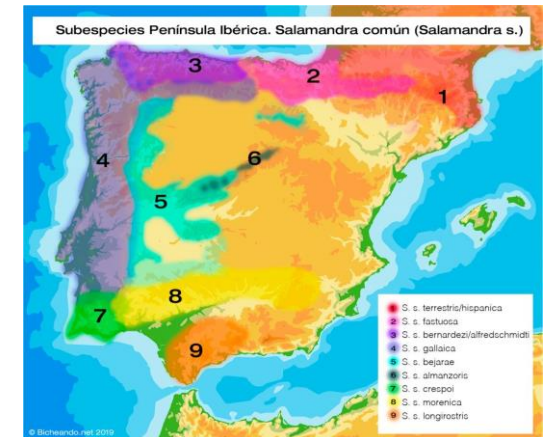 Subespecies Península Ibérica. Salamandra común (Salamandra s.)
3
2
1
4
6
5
8
7
9
1 S. s. terrestris/hispanica
2 S. s. fastuosa
3 S. s. bernardezi/alfredschmidti
4 S. s. gallaica
5 S. s. bejarae
6 S. s. almanzoris
7 S. s. crespoi
8 S. s. morenica
9 S. s. longirostris
© Bicheando.net 2019